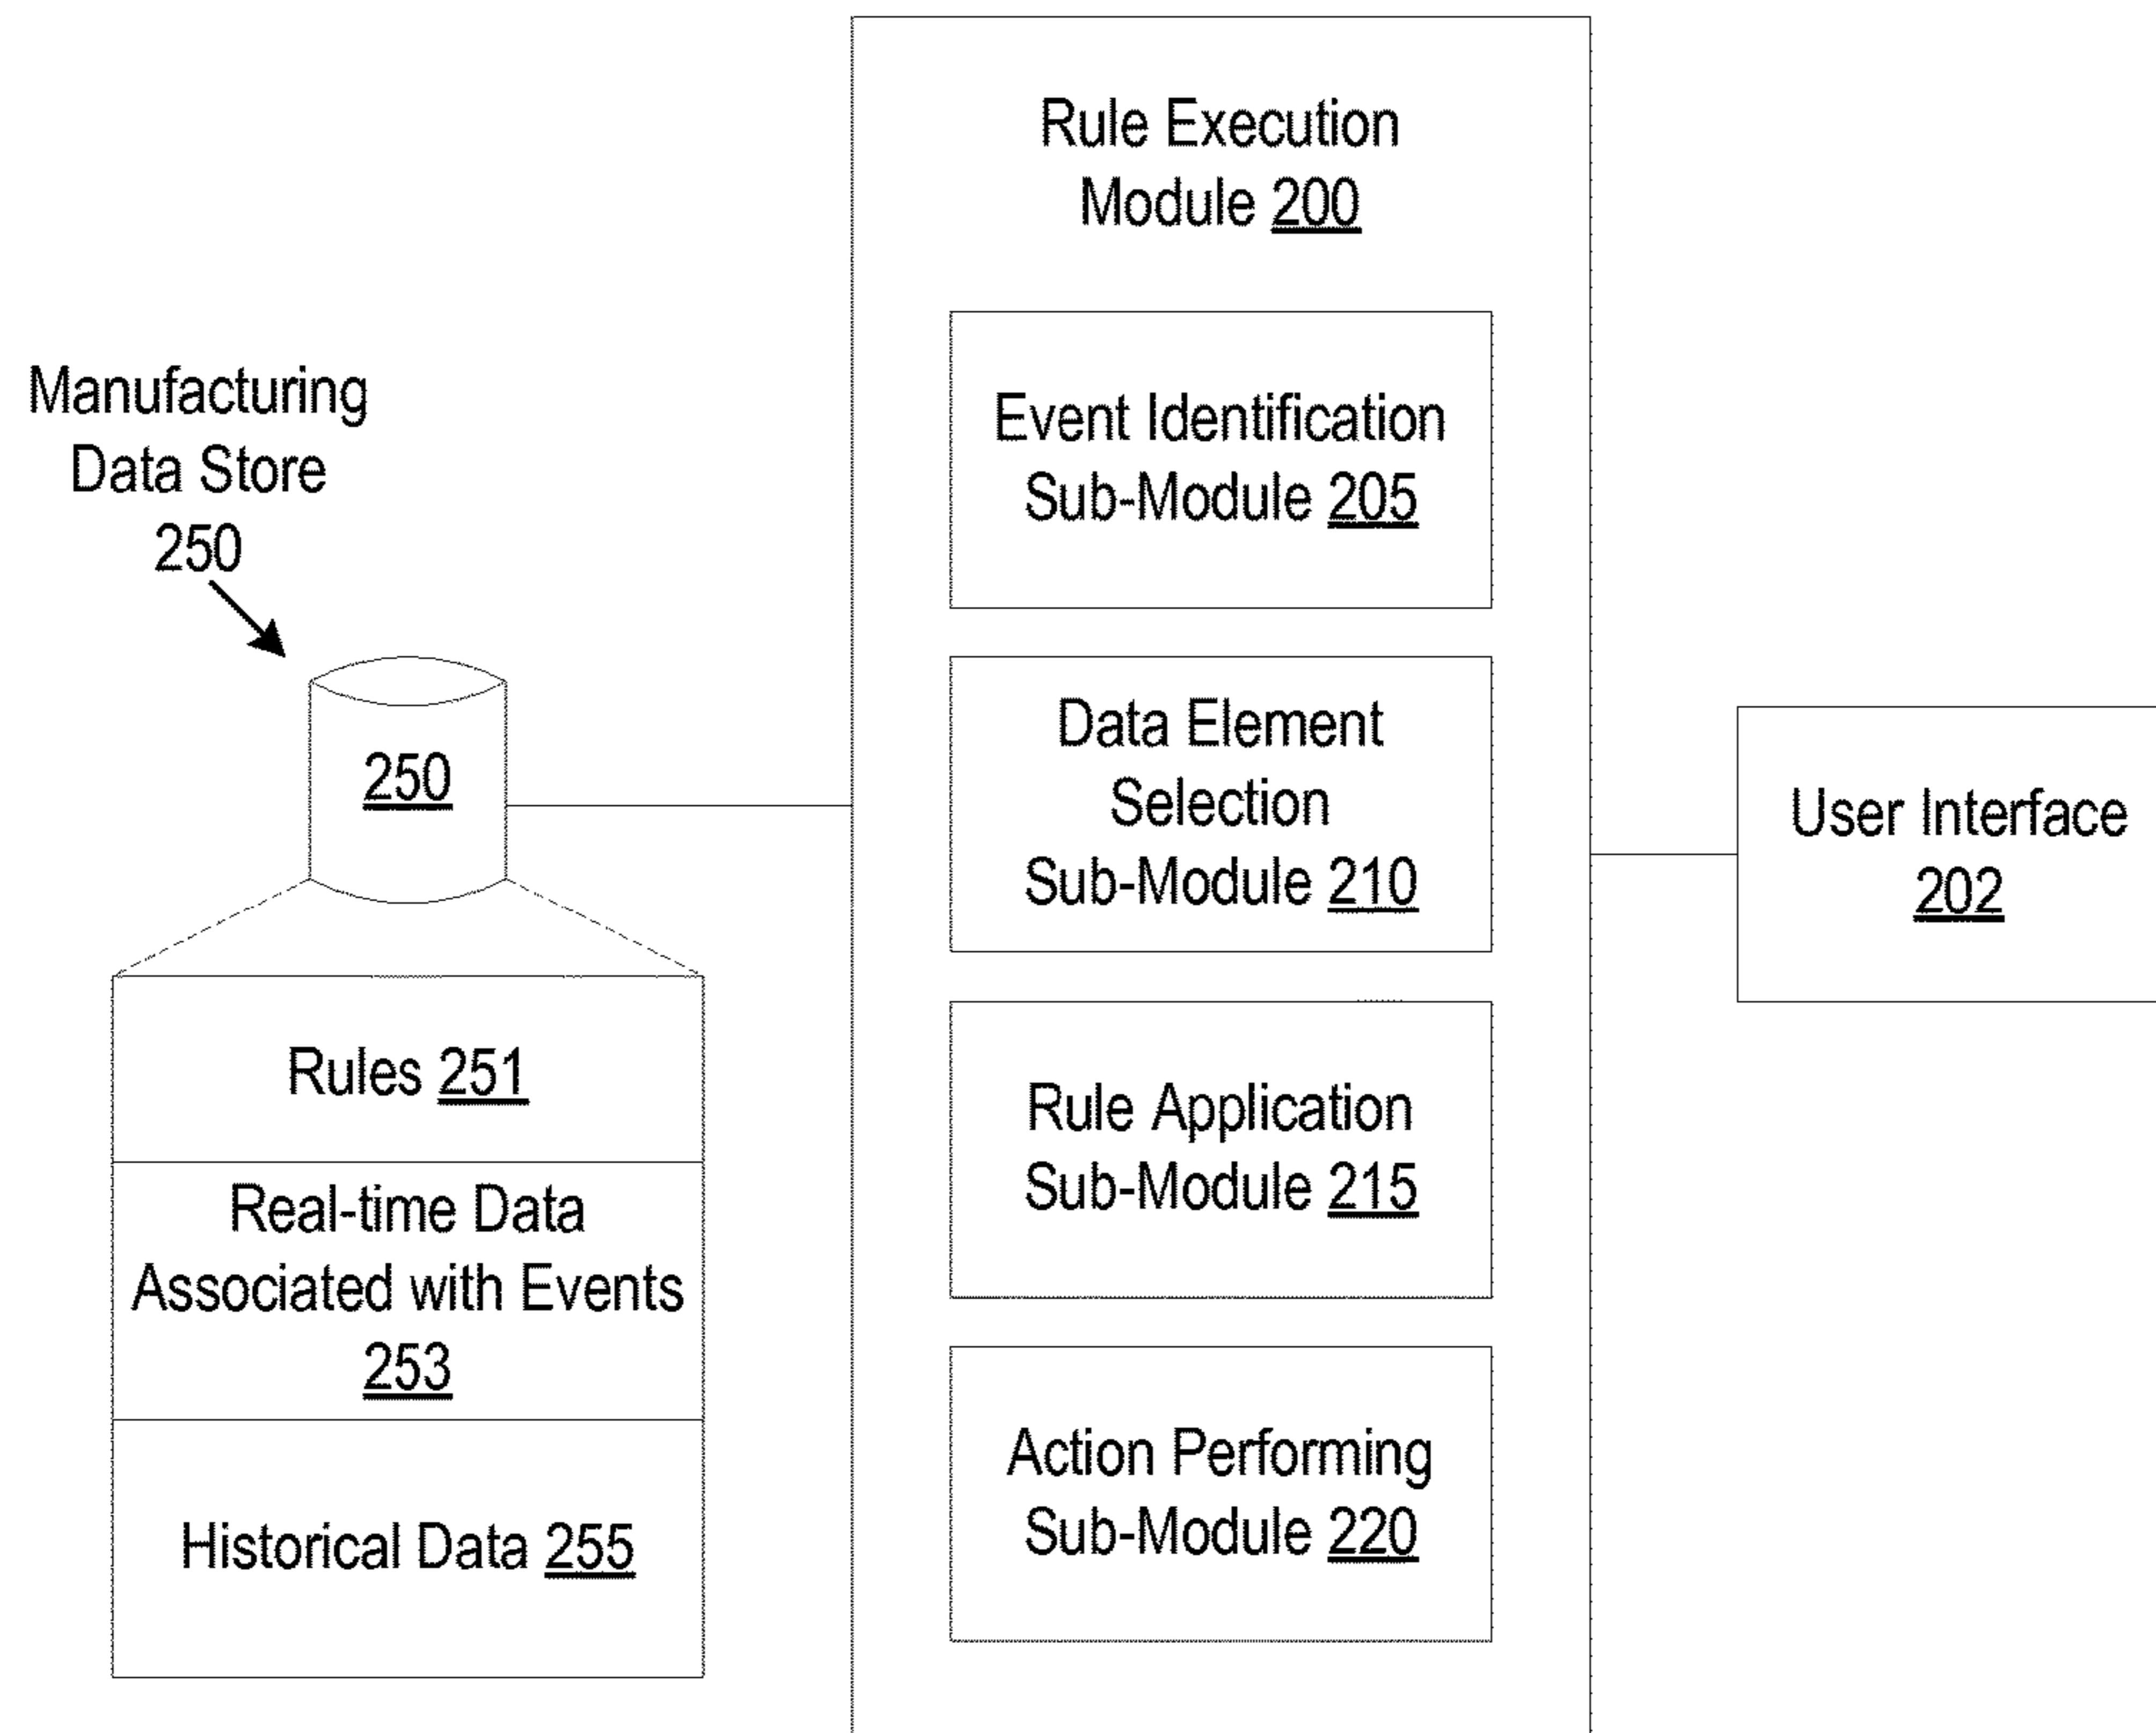 Manufacturing
Data Store
250
250
Rules 251
Real-time Data
Associated with Events
253
Historical Data 255
Rule Execution
Module 200
Event Identification
Sub-Module 205
Data Element
Selection
Sub-Module 210
Rule Application
Sub-Module 215
Action Performing
Sub-Module 220
User Interface
202